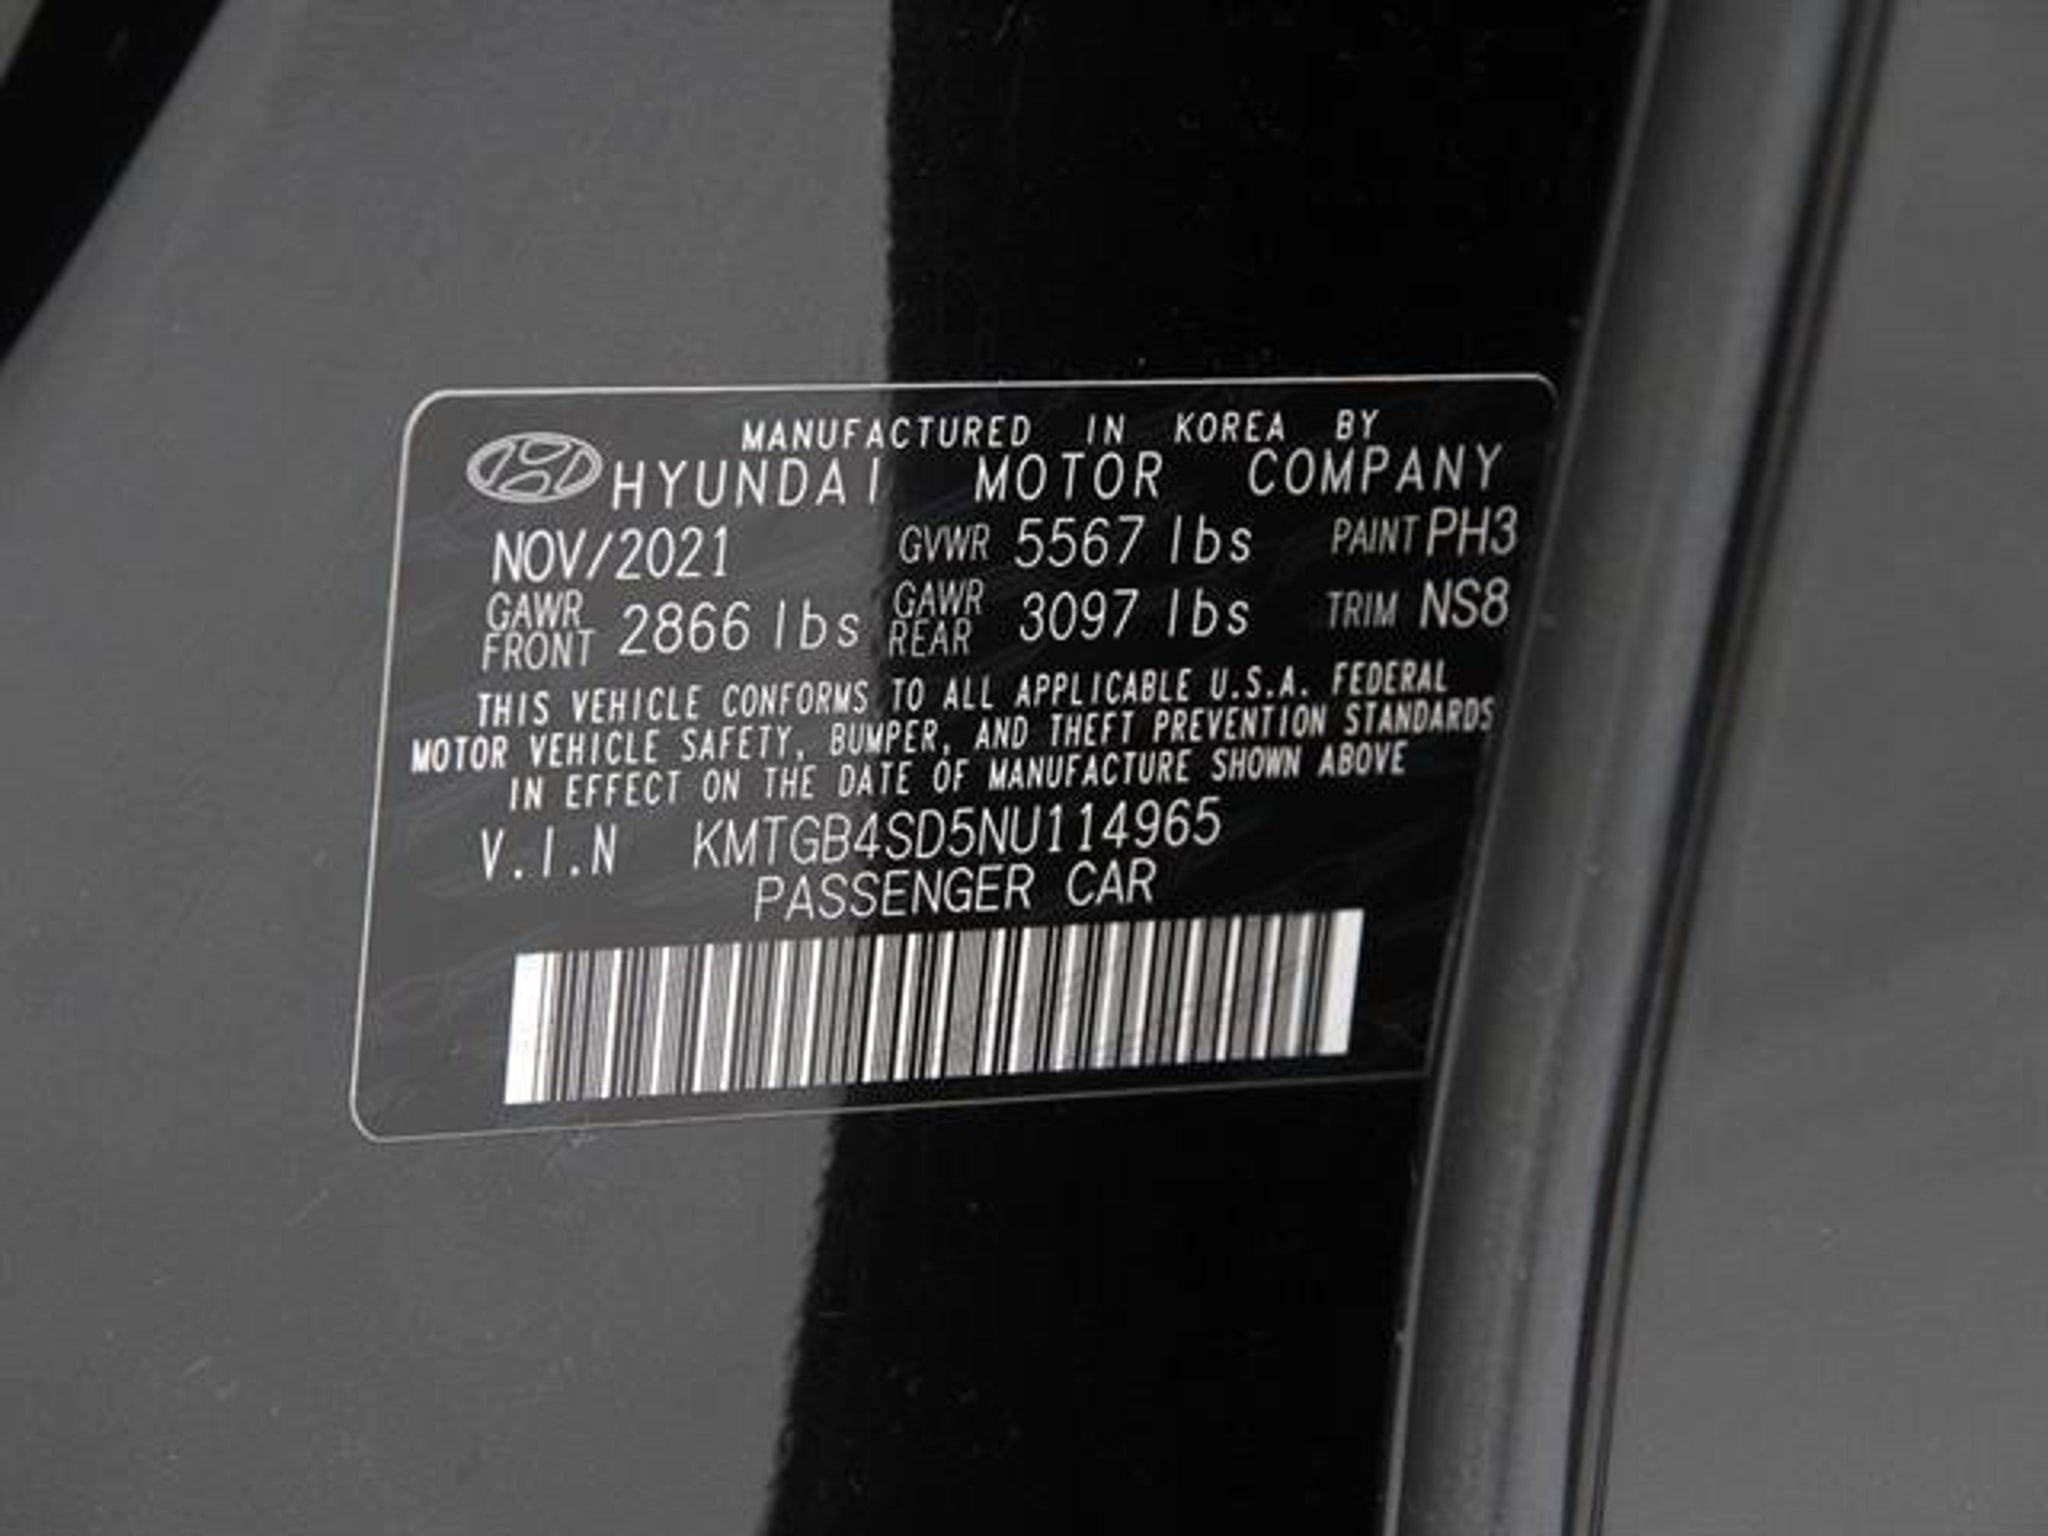 MANUFACTURED IN KOREA BY
HYUNDAI MOTOR COMPANY
NOV/2021 GVWR 5567 lbs PAINT PH3
GAWR FRONT 2866 lbs GAWR REAR 3097 lbs TRIM NS8
THIS VEHICLE CONFORMS TO ALL APPLICABLE U.S.A. FEDERAL
MOTOR VEHICLE SAFETY, BUMPER, AND THEFT PREVENTION STANDARDS
IN EFFECT ON THE DATE OF MANUFACTURE SHOWN ABOVE
V.I.N KMTGB4SD5NU114965
PASSENGER CAR